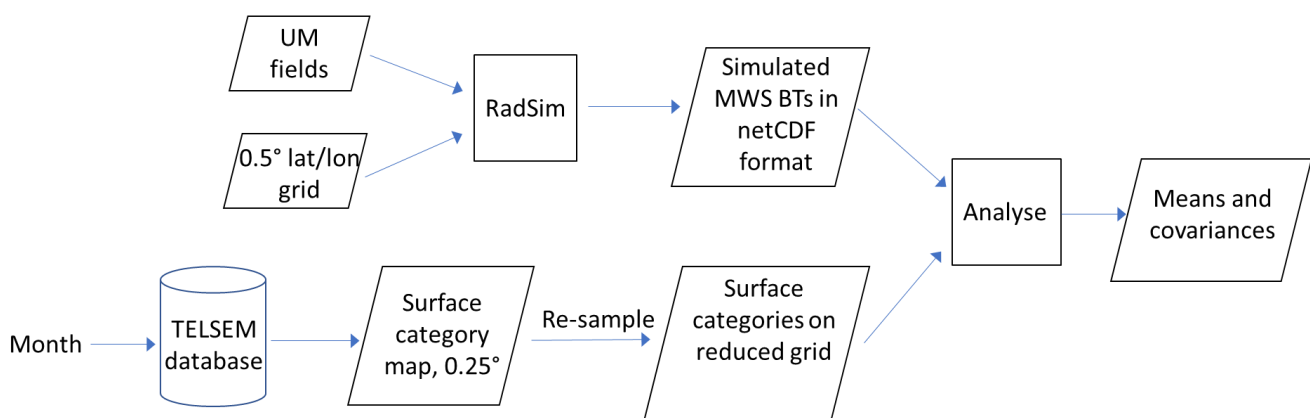 UM
fields
0.5° lat/lon
grid
RadSim
Simulated
MWS BTs in
netCDF
format
Analyse
Means and
covariances
Month
TELSEM
database
Surface
category
map, 0.25°
Re-sample
Surface
categories on
reduced grid